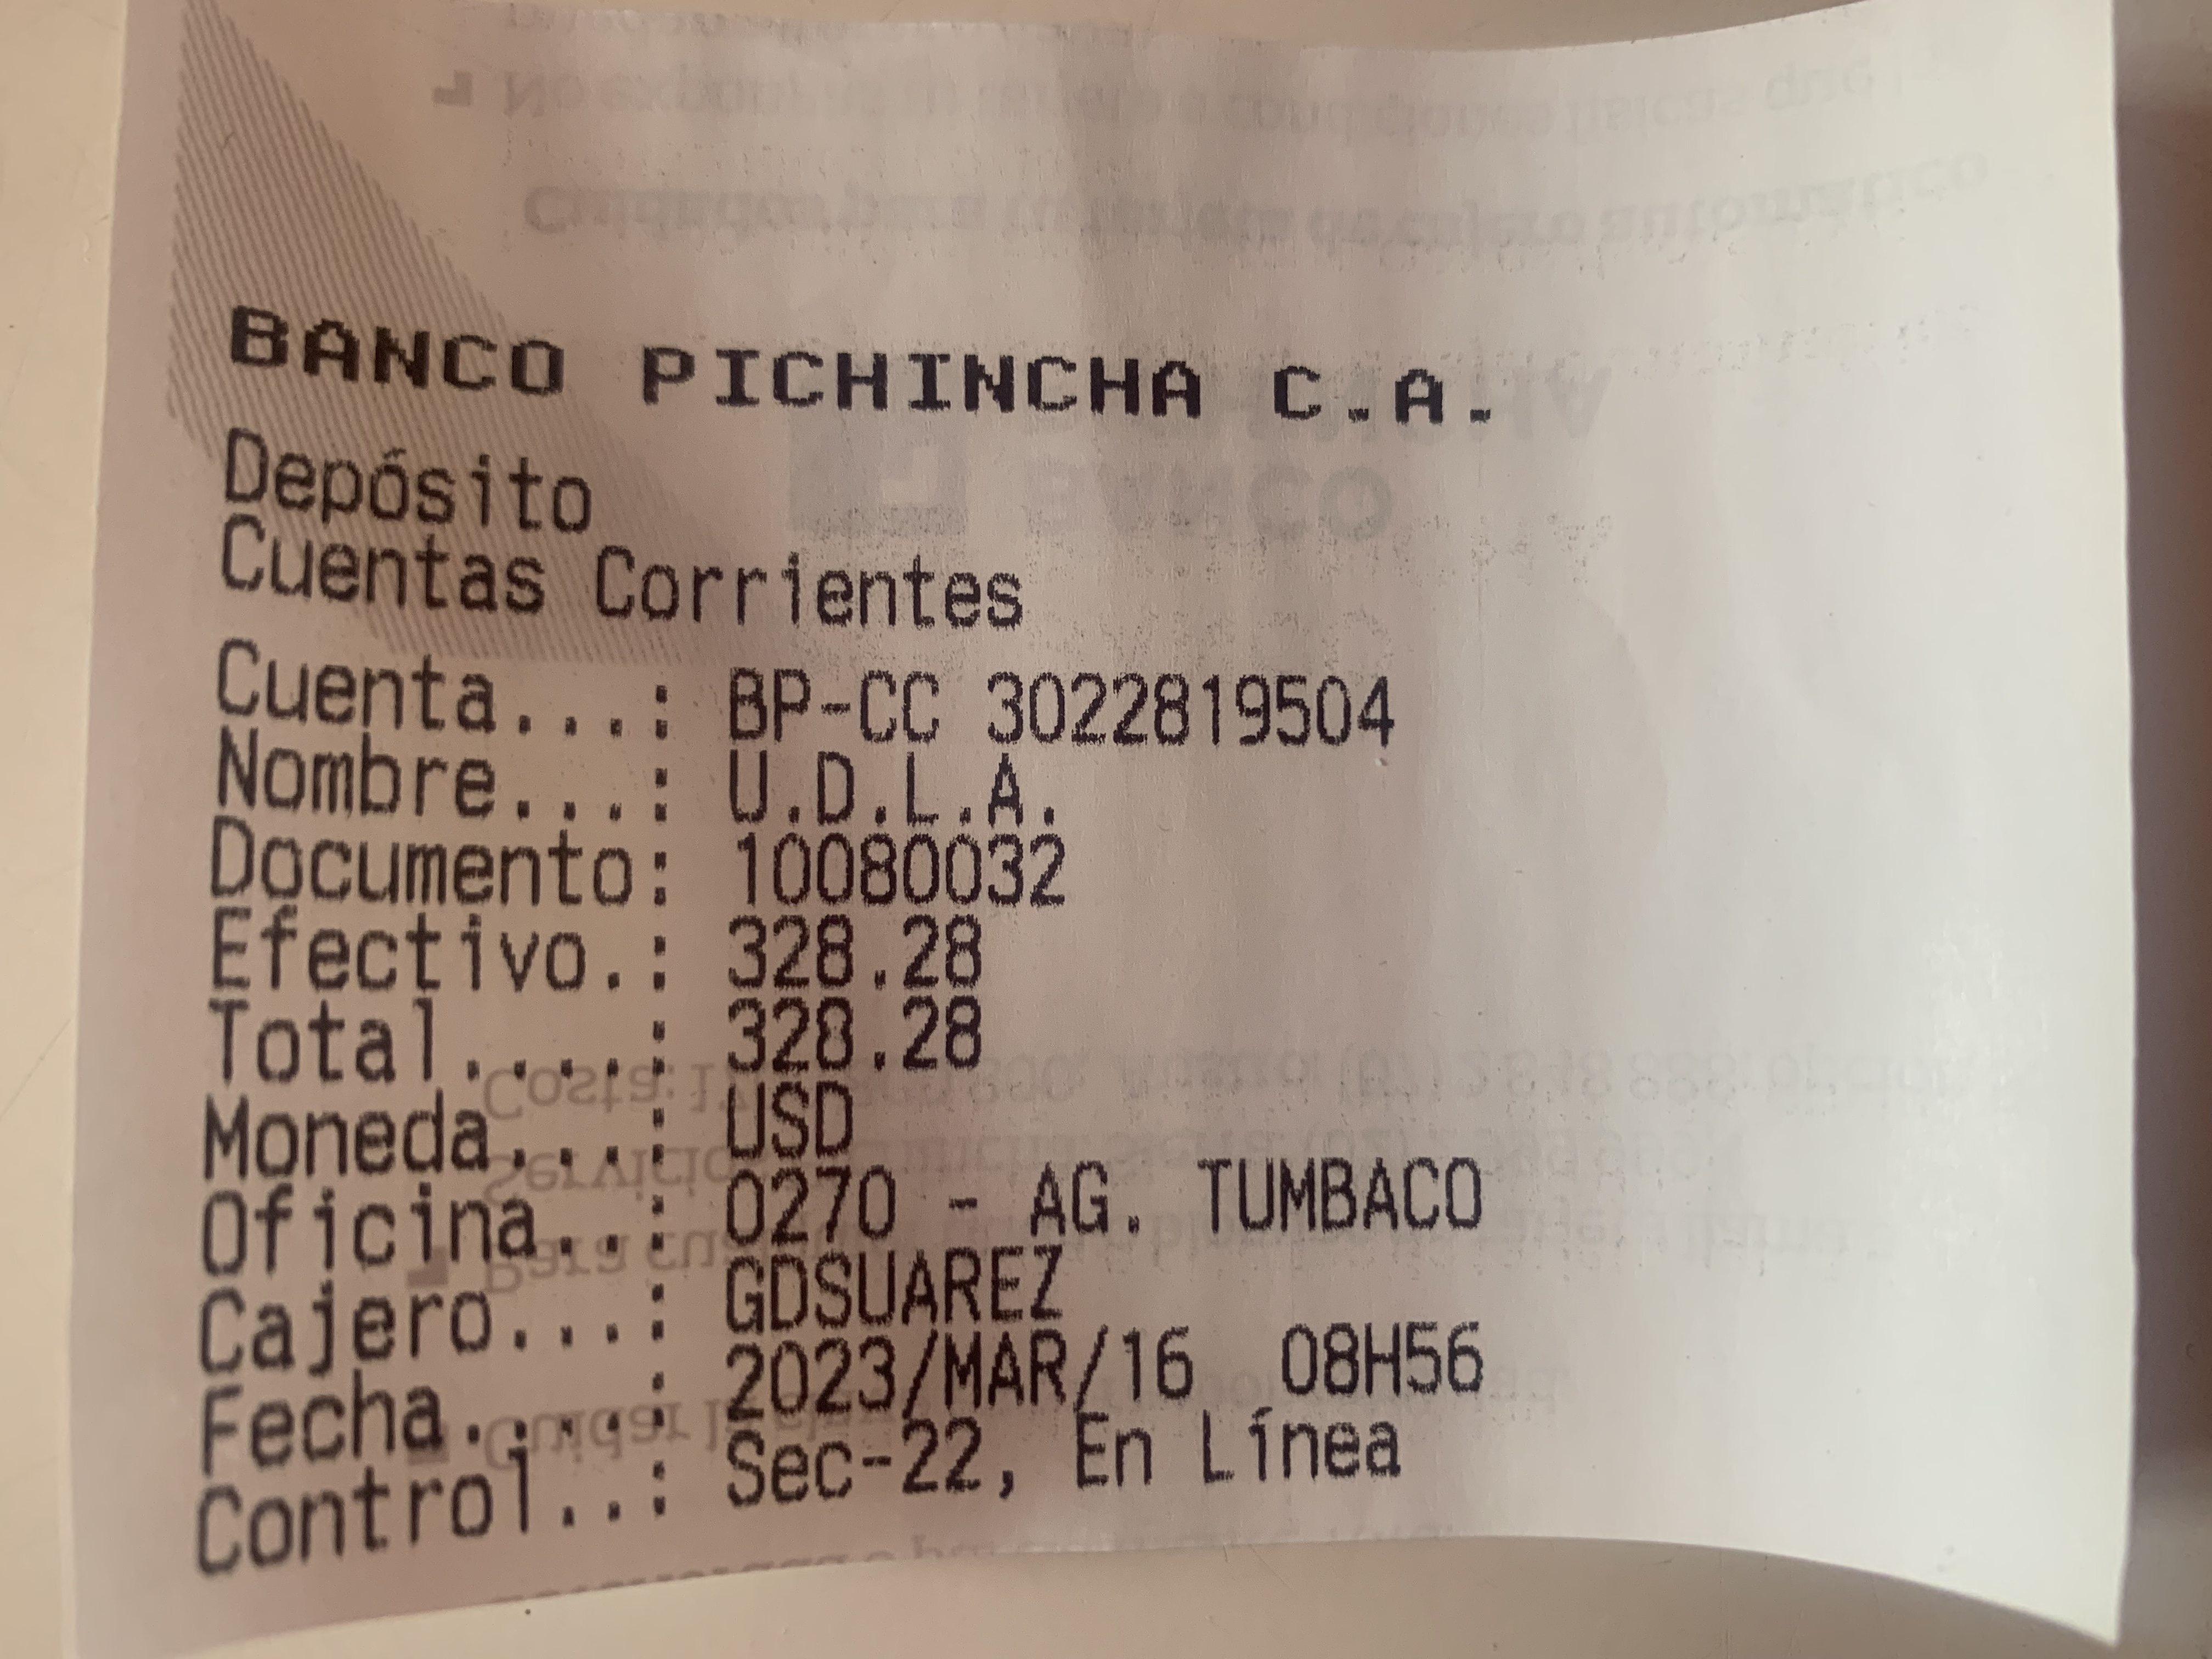 BANCO PICHINCHA C.A.
Depósito
Cuentas Corrientes
Cuenta...: BP-CC 3022819504
Nombre...: U.D.L.A.
Documento: 10080032
Efectivo.: 328.28
Total....: 328.28
Moneda...: USD
Oficina..: 0270 - AG. TUMBACO
Cajero...: GDSUAREZ
Fecha....: 2023/MAR/16  08H56
Control..: Sec-22, En Línea